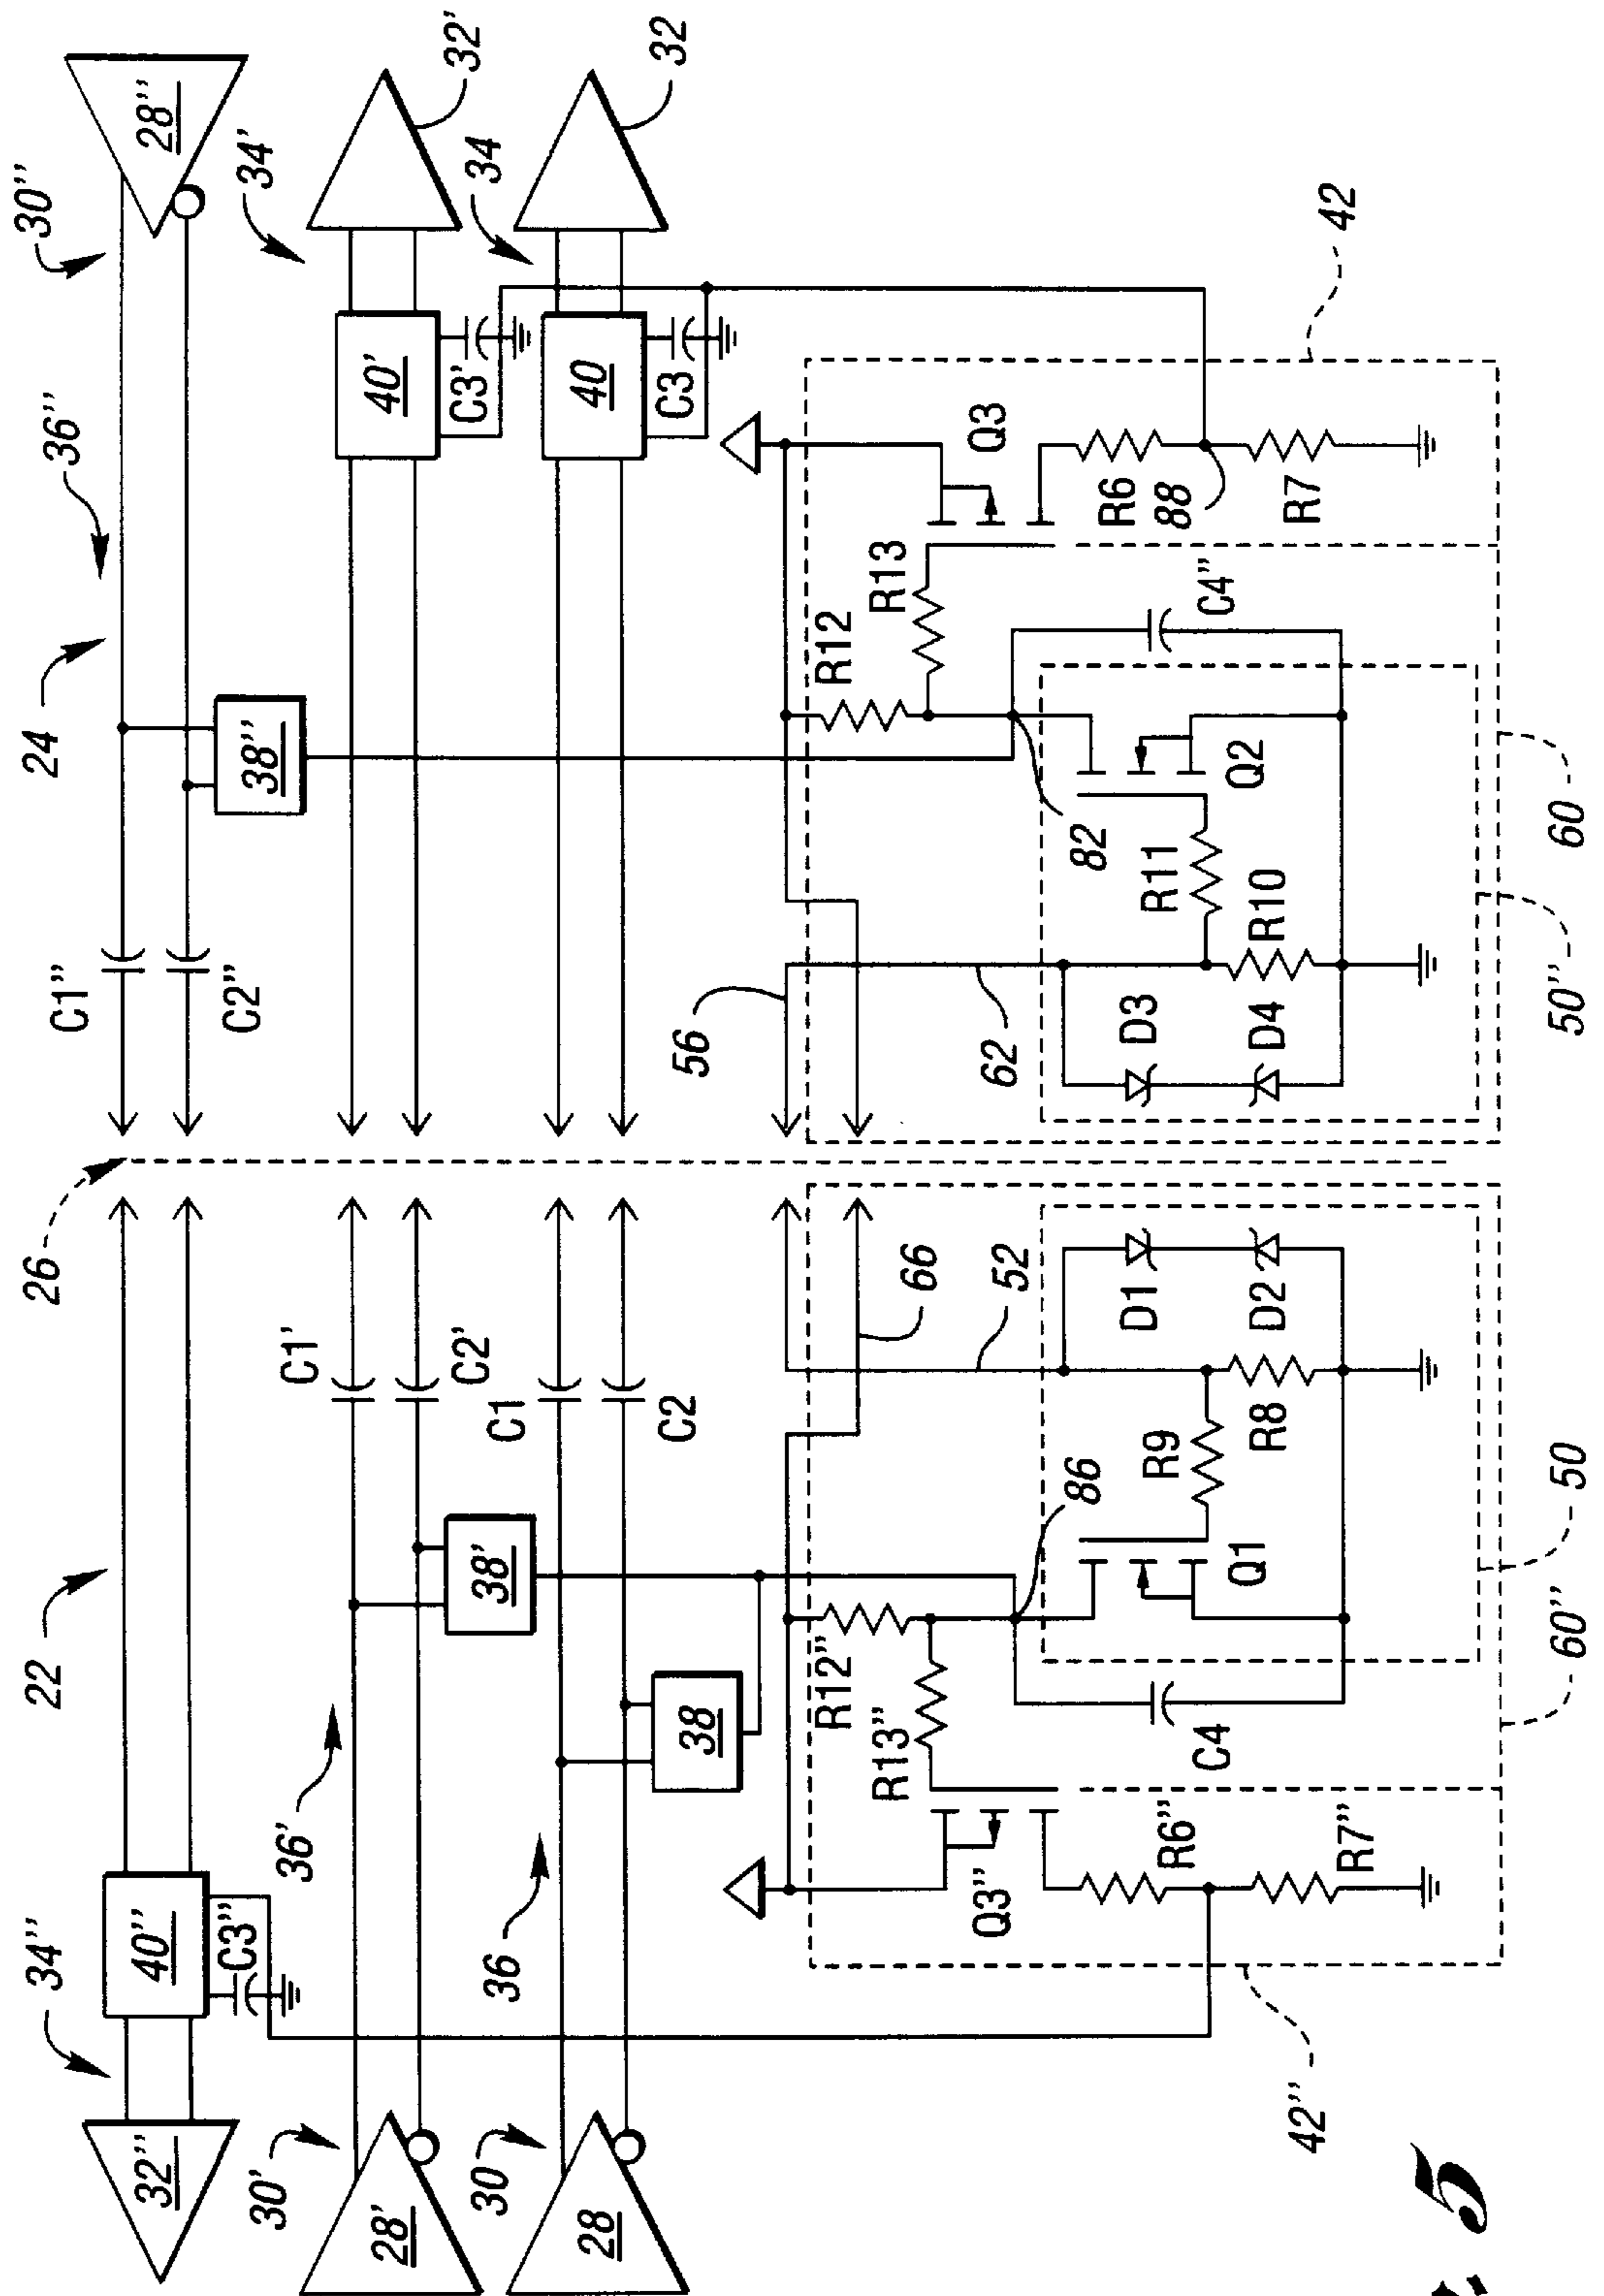 22
26
24
36"
30"
34"
32"
40"
C3"
C1"
C2"
38"
28"
30'
28'
36'
38'
C1'
C2'
40'
C3'
34'
32'
30
28
36
38
C1
C2
40
C3
34
32
66
52
56
62
R12"
R13"
Q3"
R6"
R7"
86
Q1
R9
R8
D1
D2
C4
42"
60"
50
82
Q2
R11
R10
D3
D4
C4"
R12
R13
Q3
R6
88
R7
42
60
50"
5